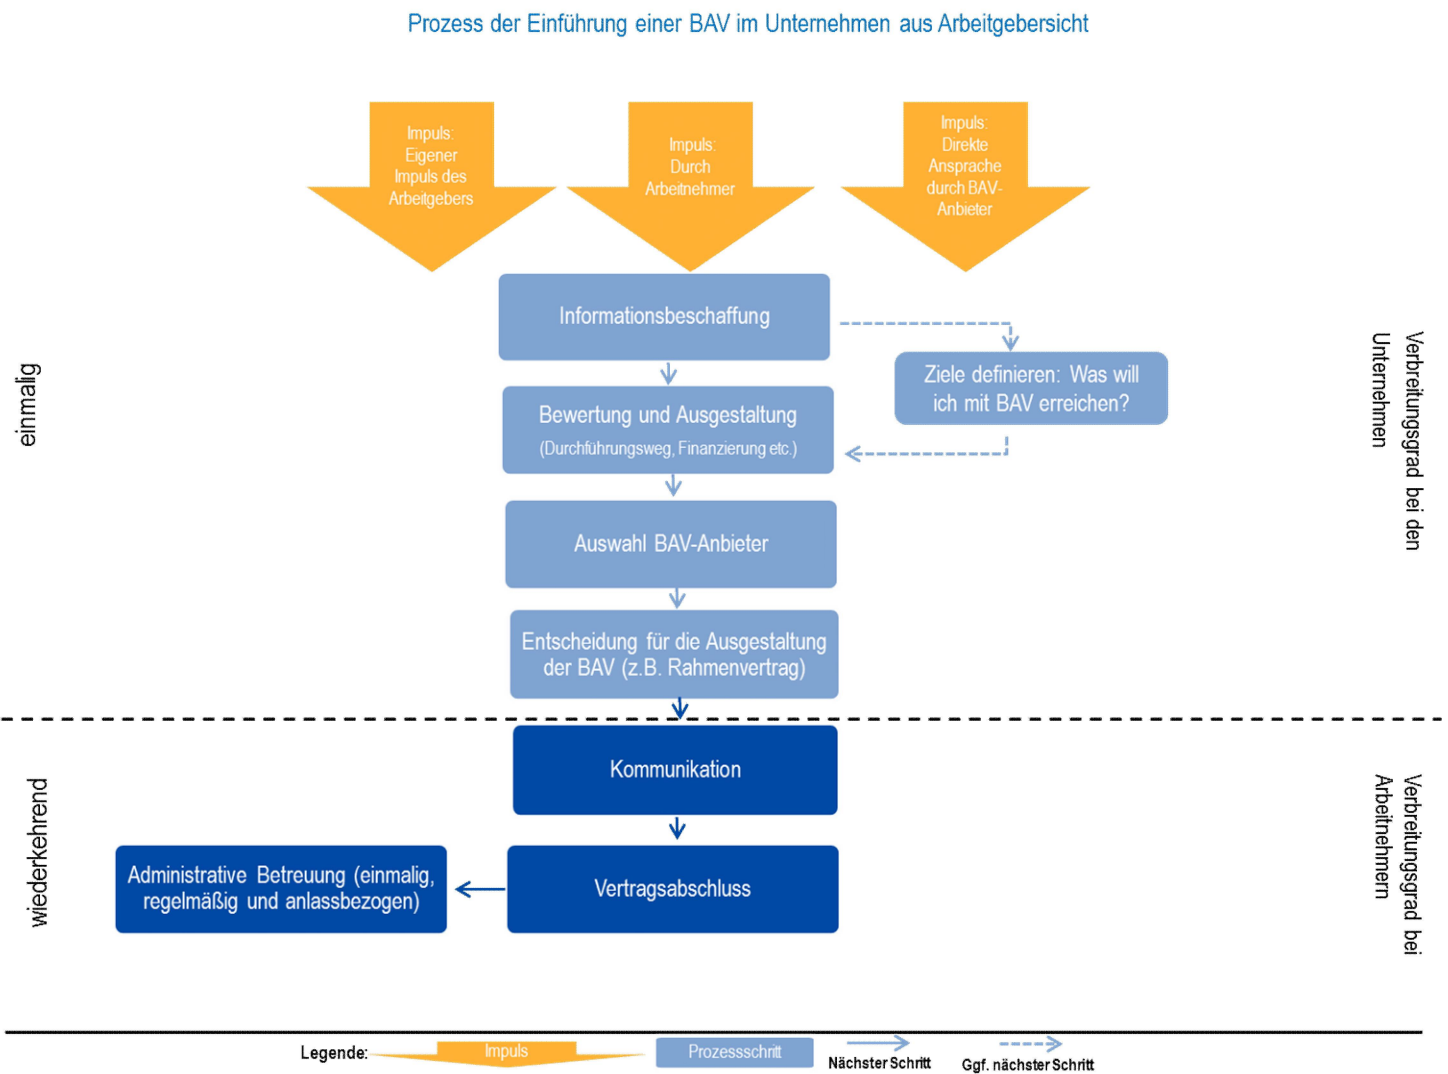 Prozess der Einführung einer BAV im Unternehmen aus Arbeitgebersicht
Impuls:
Eigener
Impuls des
Arbeitgebers
Impuls:
Durch
Arbeitnehmer
Impuls:
Direkte
Ansprache
durch BAV-
Anbieter
Informationsbeschaffung
Ziele definieren: Was will
ich mit BAV erreichen?
Bewertung und Ausgestaltung
(Durchführungsweg, Finanzierung etc.)
Auswahl BAV-Anbieter
Entscheidung für die Ausgestaltung
der BAV (z.B. Rahmenvertrag)
einmalig
Verbreitungsgrad bei den
Unternehmen
Kommunikation
Vertragsabschluss
Administrative Betreuung (einmalig,
regelmäßig und anlassbezogen)
wiederkehrend
Verbreitungsgrad bei
Arbeitnehmern
Legende:
Impuls
Prozessschritt
Nächster Schritt
Ggf. nächster Schritt